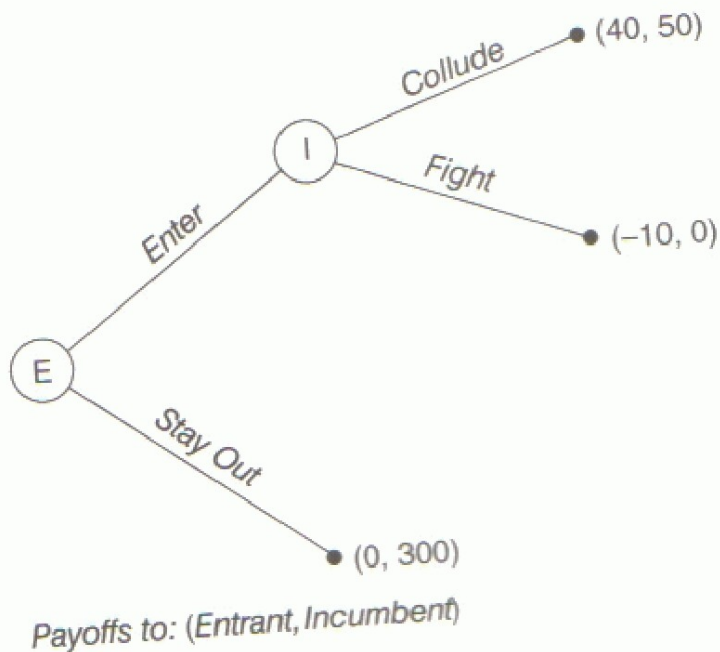 Collude
(40, 50)
I
Fight
(–10, 0)
Enter
E
Stay Out
(0, 300)
Payoffs to: (Entrant, Incumbent)